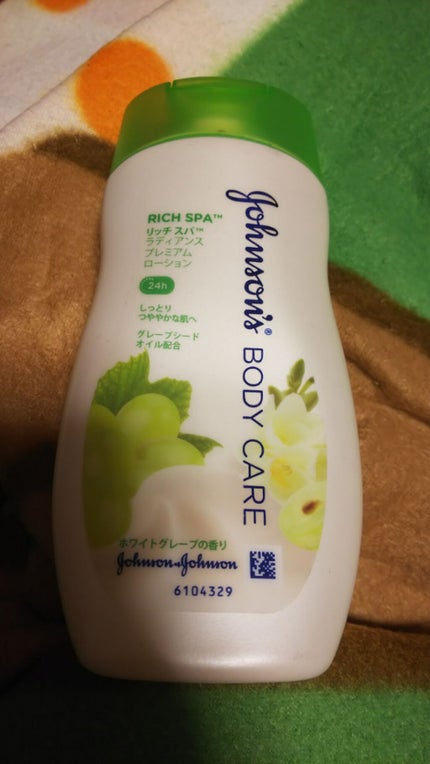 Johnson's® BODY CARE
RICH SPA™
リッチ スパ™
ラディアンス
プレミアム
ローション
24h
しっとり
つややかな肌へ
グレープシード
オイル配合
ホワイトグレープの香り
Johnson & Johnson
6104329